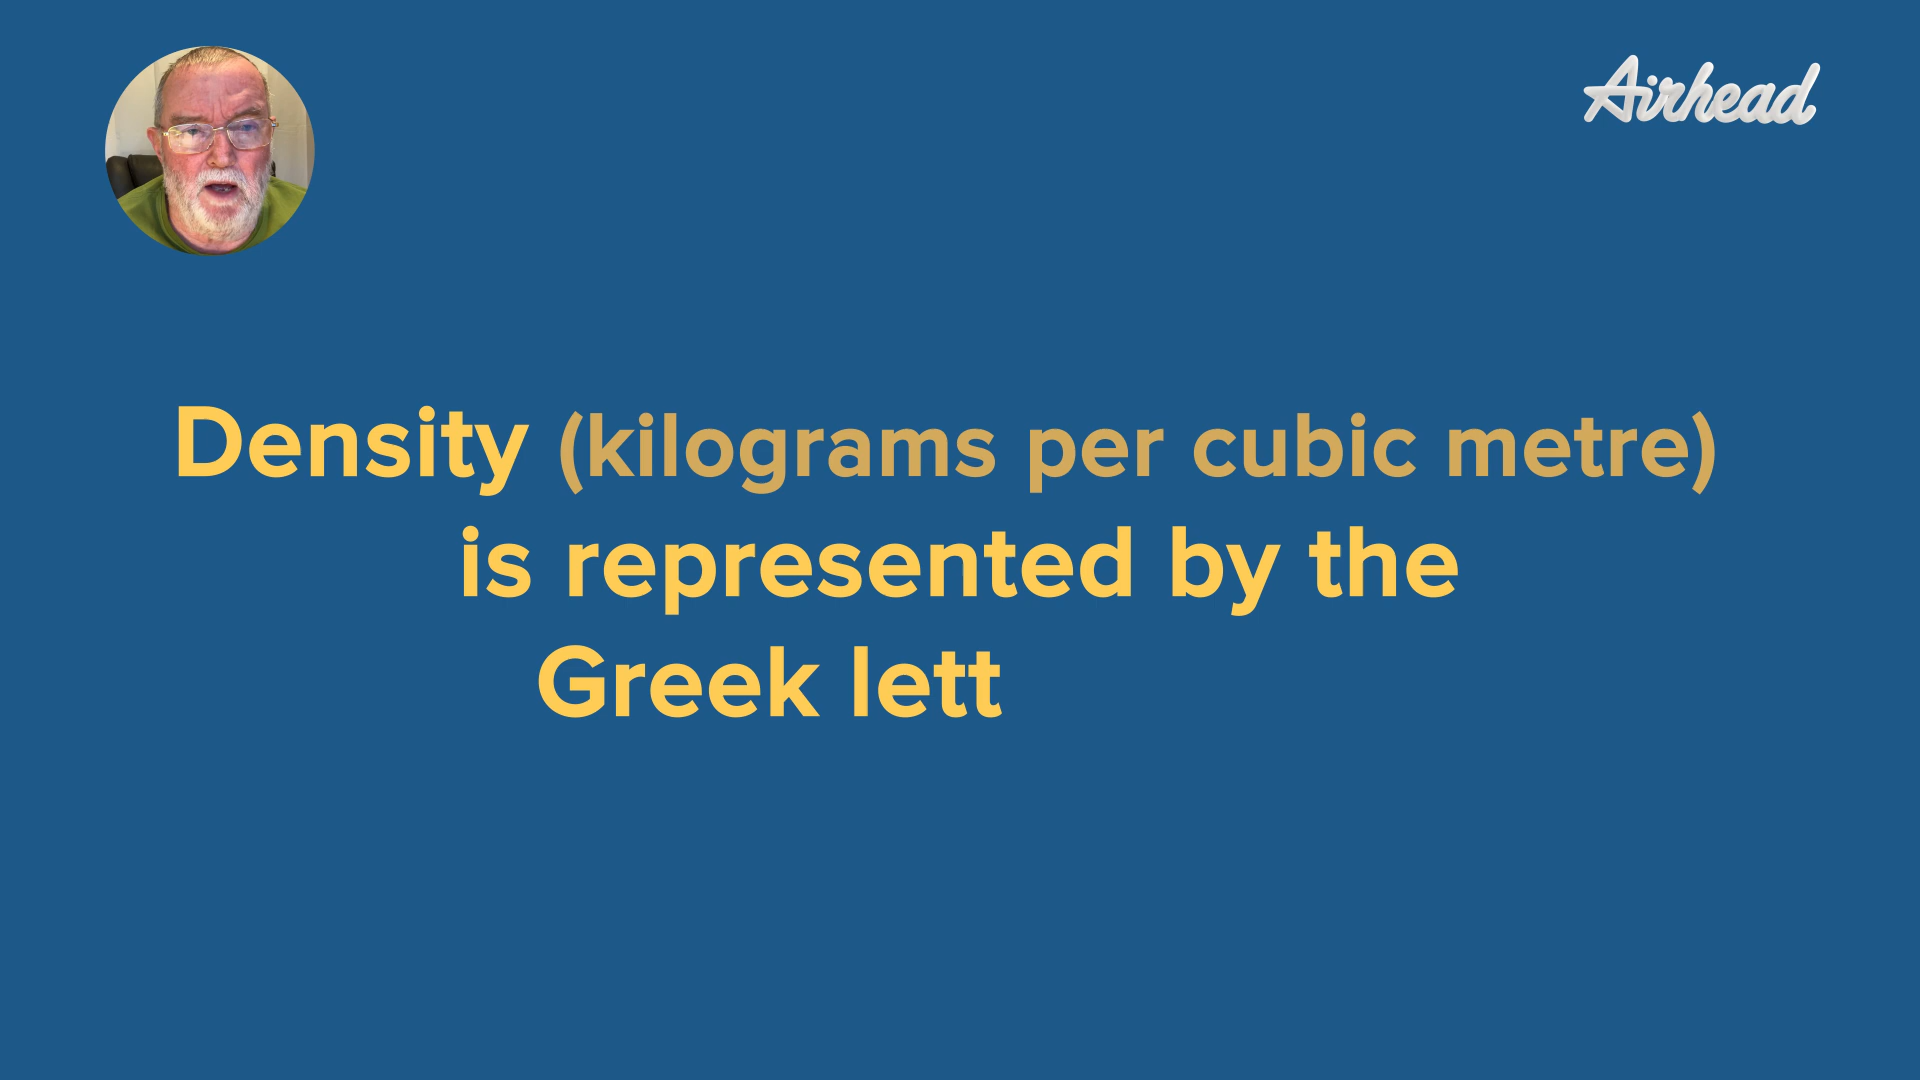 Airhead
Density (kilograms per cubic metre)
is represented by the
Greek lett